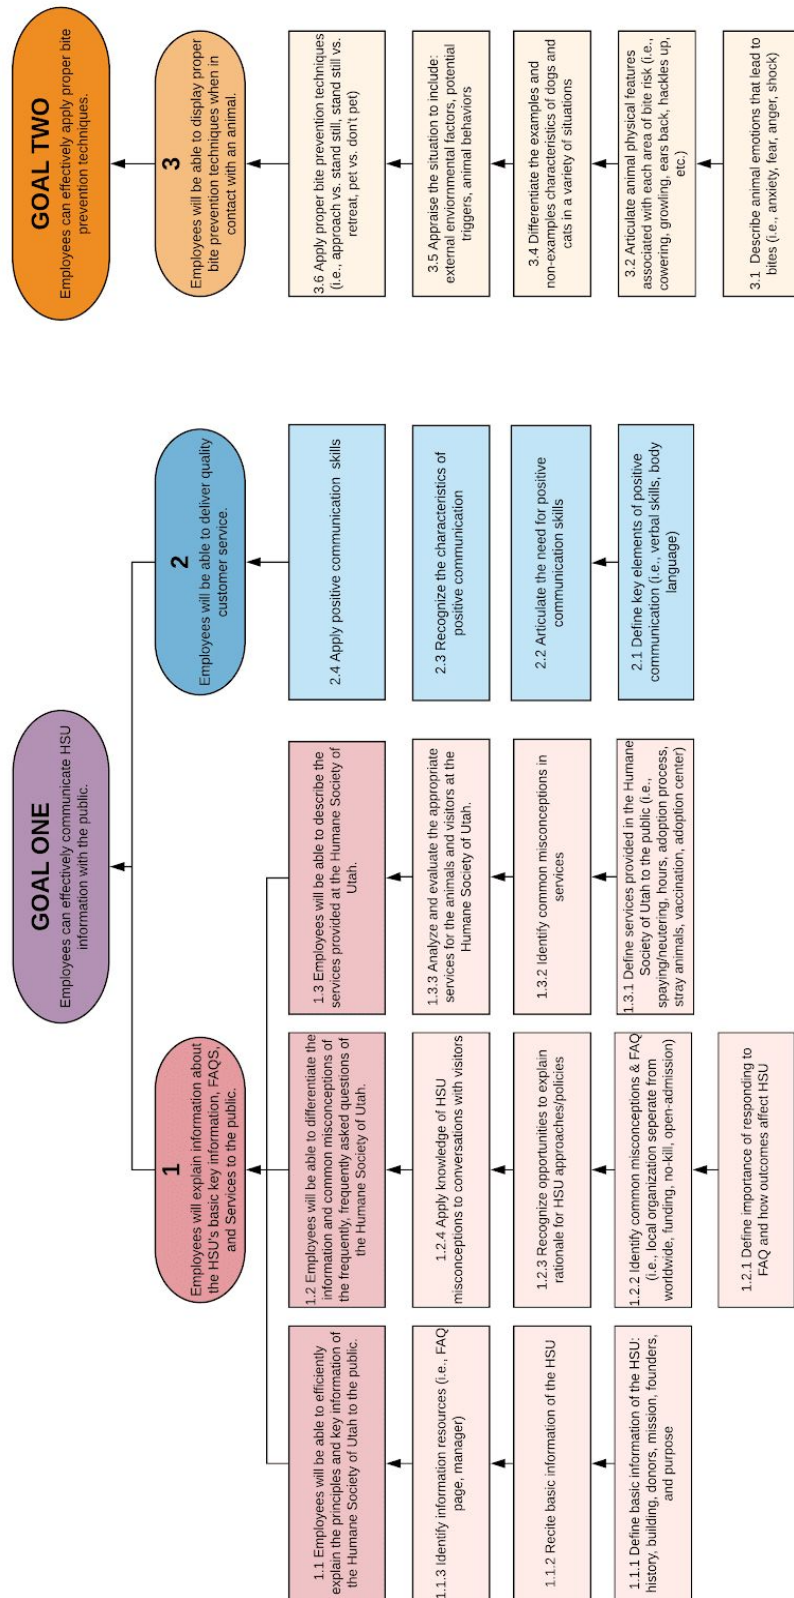 GOAL ONE
Employees can effectively communicate HSU
information with the public.
GOAL TWO
Employees can effectively apply proper bite
prevention techniques.
1
Employees will explain information about
the HSU's basic key information, FAQS,
and Services to the public.
2
Employees will be able to deliver quality
customer service.
3
Employees will be able to display proper
bite prevention techniques when in
contact with an animal.
1.1 Employees will be able to efficiently
explain the principles and key information of
the Humane Society of Utah to the public.
1.1.3 Identify information resources (i.e., FAQ
page, manager)
1.1.2 Recite basic information of the HSU
1.1.1 Define basic information of the HSU:
history, building, donors, mission, founders,
and purpose
1.2 Employees will be able to differentiate the
information and common misconceptions of
the frequently, frequently asked questions of
the Humane Society of Utah.
1.2.4 Apply knowledge of HSU
misconceptions to conversations with visitors
1.2.3 Recognize opportunities to explain
rationale for HSU approaches/policies
1.2.2 Identify common misconceptions & FAQ
(i.e., local organization seperate from
worldwide, funding, no-kill, open-admission)
1.2.1 Define importance of responding to
FAQ and how outcomes affect HSU
1.3 Employees will be able to describe the
services provided at the Humane Society of
Utah.
1.3.3 Analyze and evaluate the appropriate
services for the animals and visitors at the
Humane Society of Utah.
1.3.2 Identify common misconceptions in
services
1.3.1 Define services provided in the Humane
Society of Utah to the public (i.e.,
spaying/neutering, hours, adoption process,
stray animals, vaccination, adoption center)
2.4 Apply positive communication skills
2.3 Recognize the characteristics of
positive communication
2.2 Articulate the need for positive
communication skills
2.1 Define key elements of positive
communication (i.e., verbal skills, body
language)
3.6 Apply proper bite prevention techniques
(i.e., approach vs. stand still, stand still vs.
retreat, pet vs. don't pet)
3.5 Appraise the situation to include:
external enviornmental factors, potential
triggers, animal behaviors
3.4 Differentiate the examples and
non-examples characteristics of dogs and
cats in a variety of situations
3.2 Articulate animal physical features
associated with each area of bite risk (i.e.,
cowering, growling, ears back, hackles up,
etc.)
3.1 Describe animal emotions that lead to
bites (i.e., anxiety, fear, anger, shock)